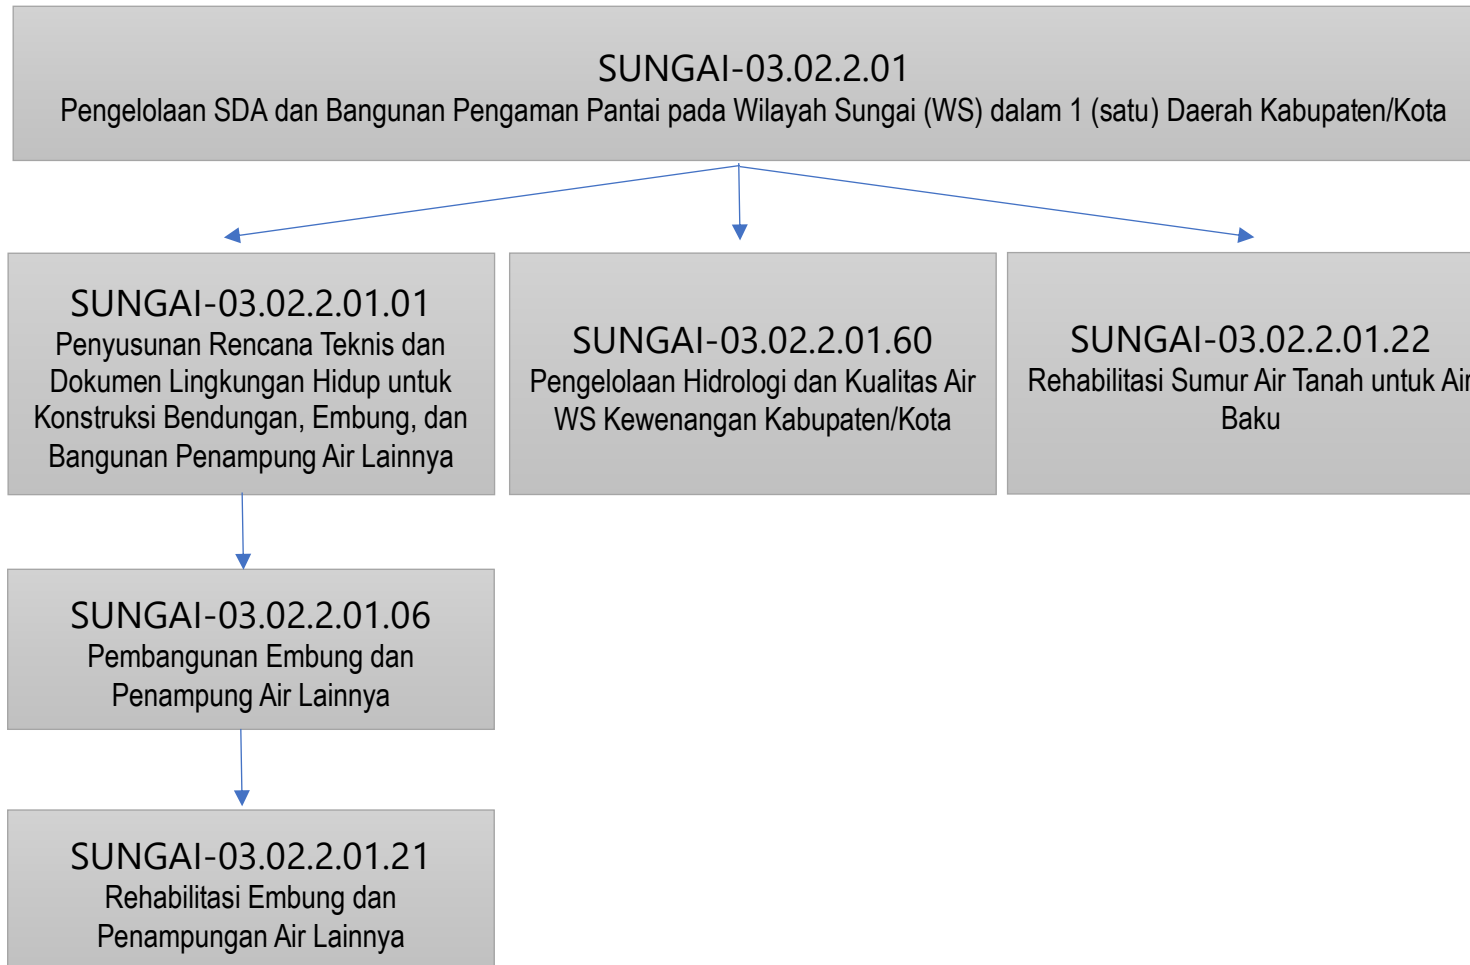 SUNGAI-03.02.2.01
Pengelolaan SDA dan Bangunan Pengaman Pantai pada Wilayah Sungai (WS) dalam 1 (satu) Daerah Kabupaten/Kota
SUNGAI-03.02.2.01.01
Penyusunan Rencana Teknis dan
Dokumen Lingkungan Hidup untuk
Konstruksi Bendungan, Embung, dan
Bangunan Penampung Air Lainnya
SUNGAI-03.02.2.01.60
Pengelolaan Hidrologi dan Kualitas Air
WS Kewenangan Kabupaten/Kota
SUNGAI-03.02.2.01.22
Rehabilitasi Sumur Air Tanah untuk Air
Baku
SUNGAI-03.02.2.01.06
Pembangunan Embung dan
Penampung Air Lainnya
SUNGAI-03.02.2.01.21
Rehabilitasi Embung dan
Penampungan Air Lainnya